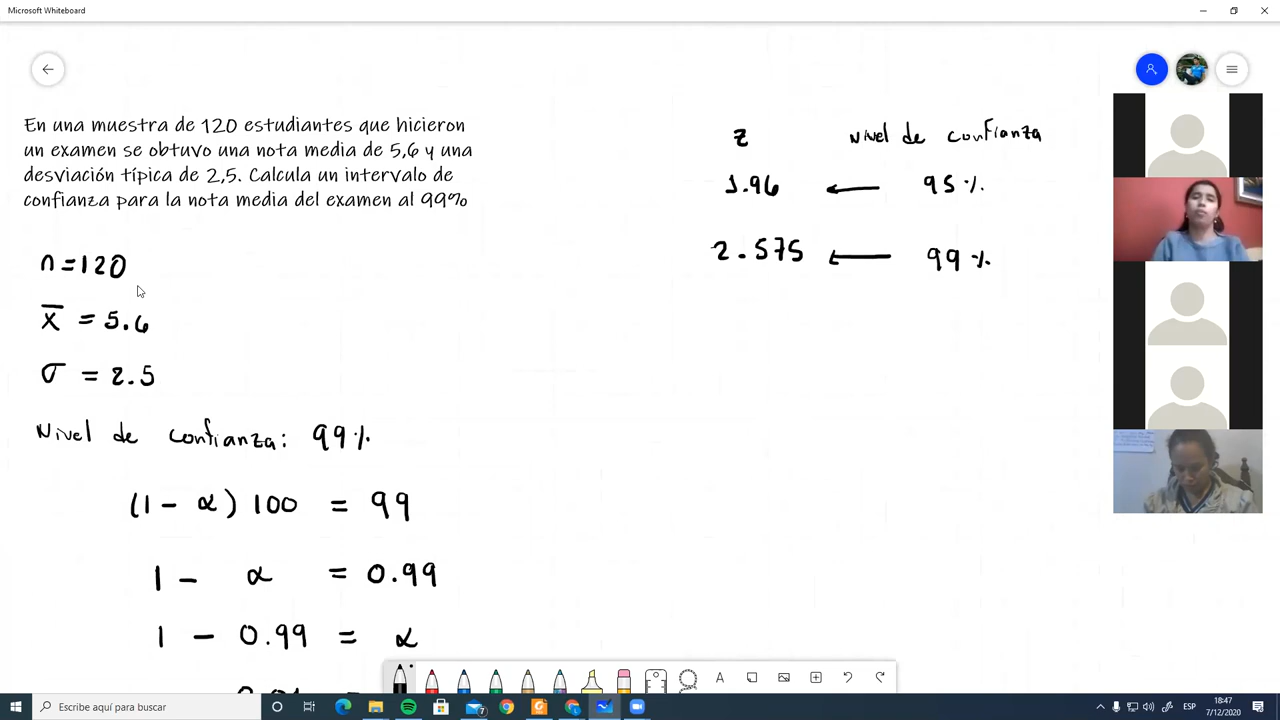 Microsoft Whiteboard
En una muestra de 120 estudiantes que hicieron
un examen se obtuvo una nota media de 5,6 y una
desviación típica de 2,5. Calcula un intervalo de
confianza para la nota media del examen al 99%
n=120
x̅ = 5.6
σ = 2.5
Nivel de confianza: 99%
(1 - α) 100 = 99
1 - α = 0.99
1 - 0.99 = α
z Nivel de confianza
1.96 ← 95%
2.575 ← 99%
Escribe aquí para buscar
ESP
18:47
7/12/2020